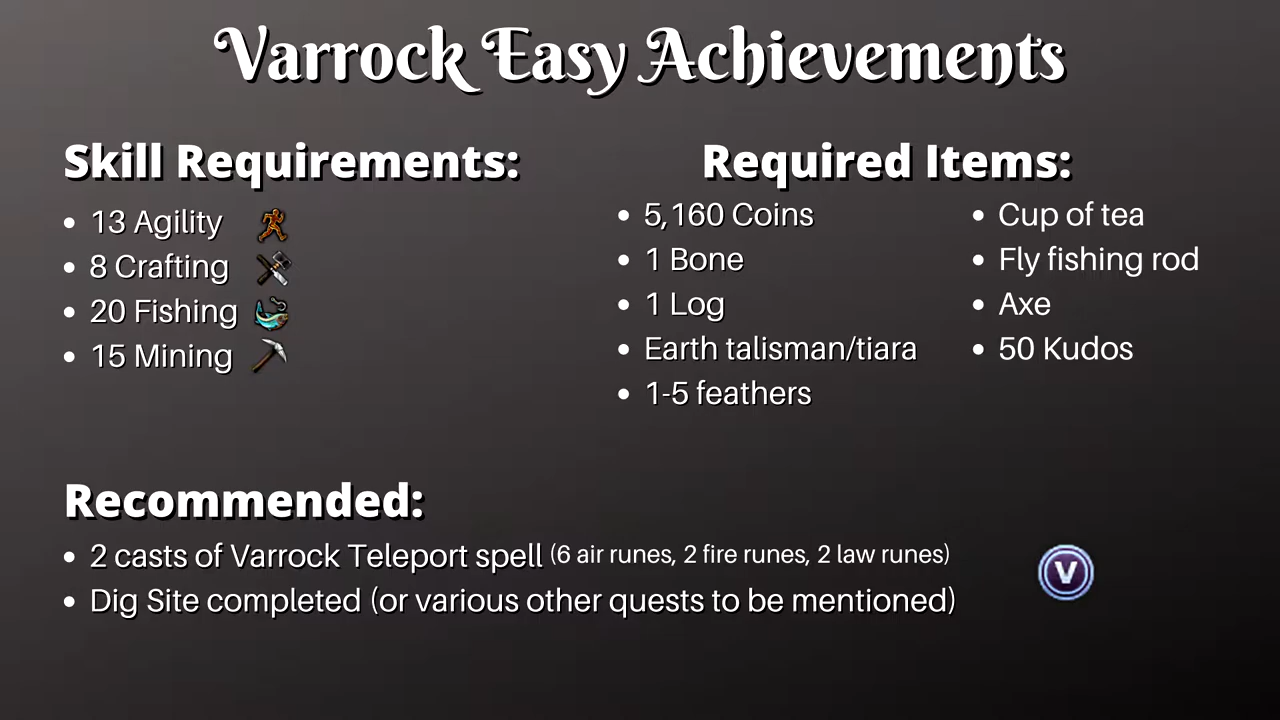 Varrock Easy Achievements
Skill Requirements:
• 13 Agility
• 8 Crafting
• 20 Fishing
• 15 Mining
Required Items:
• 5,160 Coins
• 1 Bone
• 1 Log
• Earth talisman/tiara
• 1-5 feathers
• Cup of tea
• Fly fishing rod
• Axe
• 50 Kudos
Recommended:
• 2 casts of Varrock Teleport spell (6 air runes, 2 fire runes, 2 law runes)
• Dig Site completed (or various other quests to be mentioned)
V